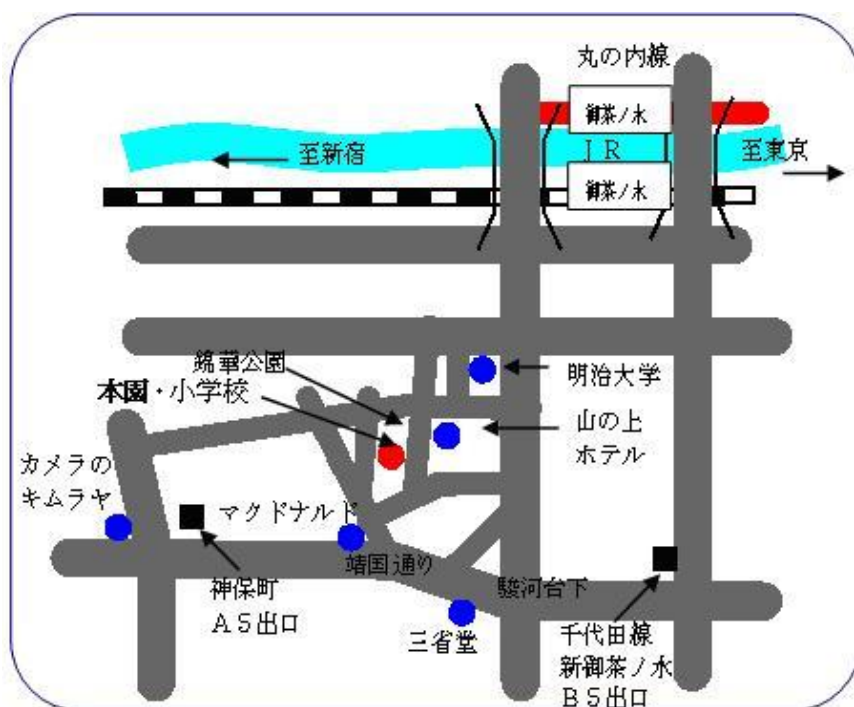 丸の内線
御茶ノ水
至新宿
ＪＲ
至東京
御茶ノ水
錦華公園
本園・小学校
明治大学
山の上
ホテル
カメラの
キムラヤ
マクドナルド
靖国通り
駿河台下
神保町
Ａ５出口
三省堂
千代田線
新御茶ノ水
Ｂ５出口